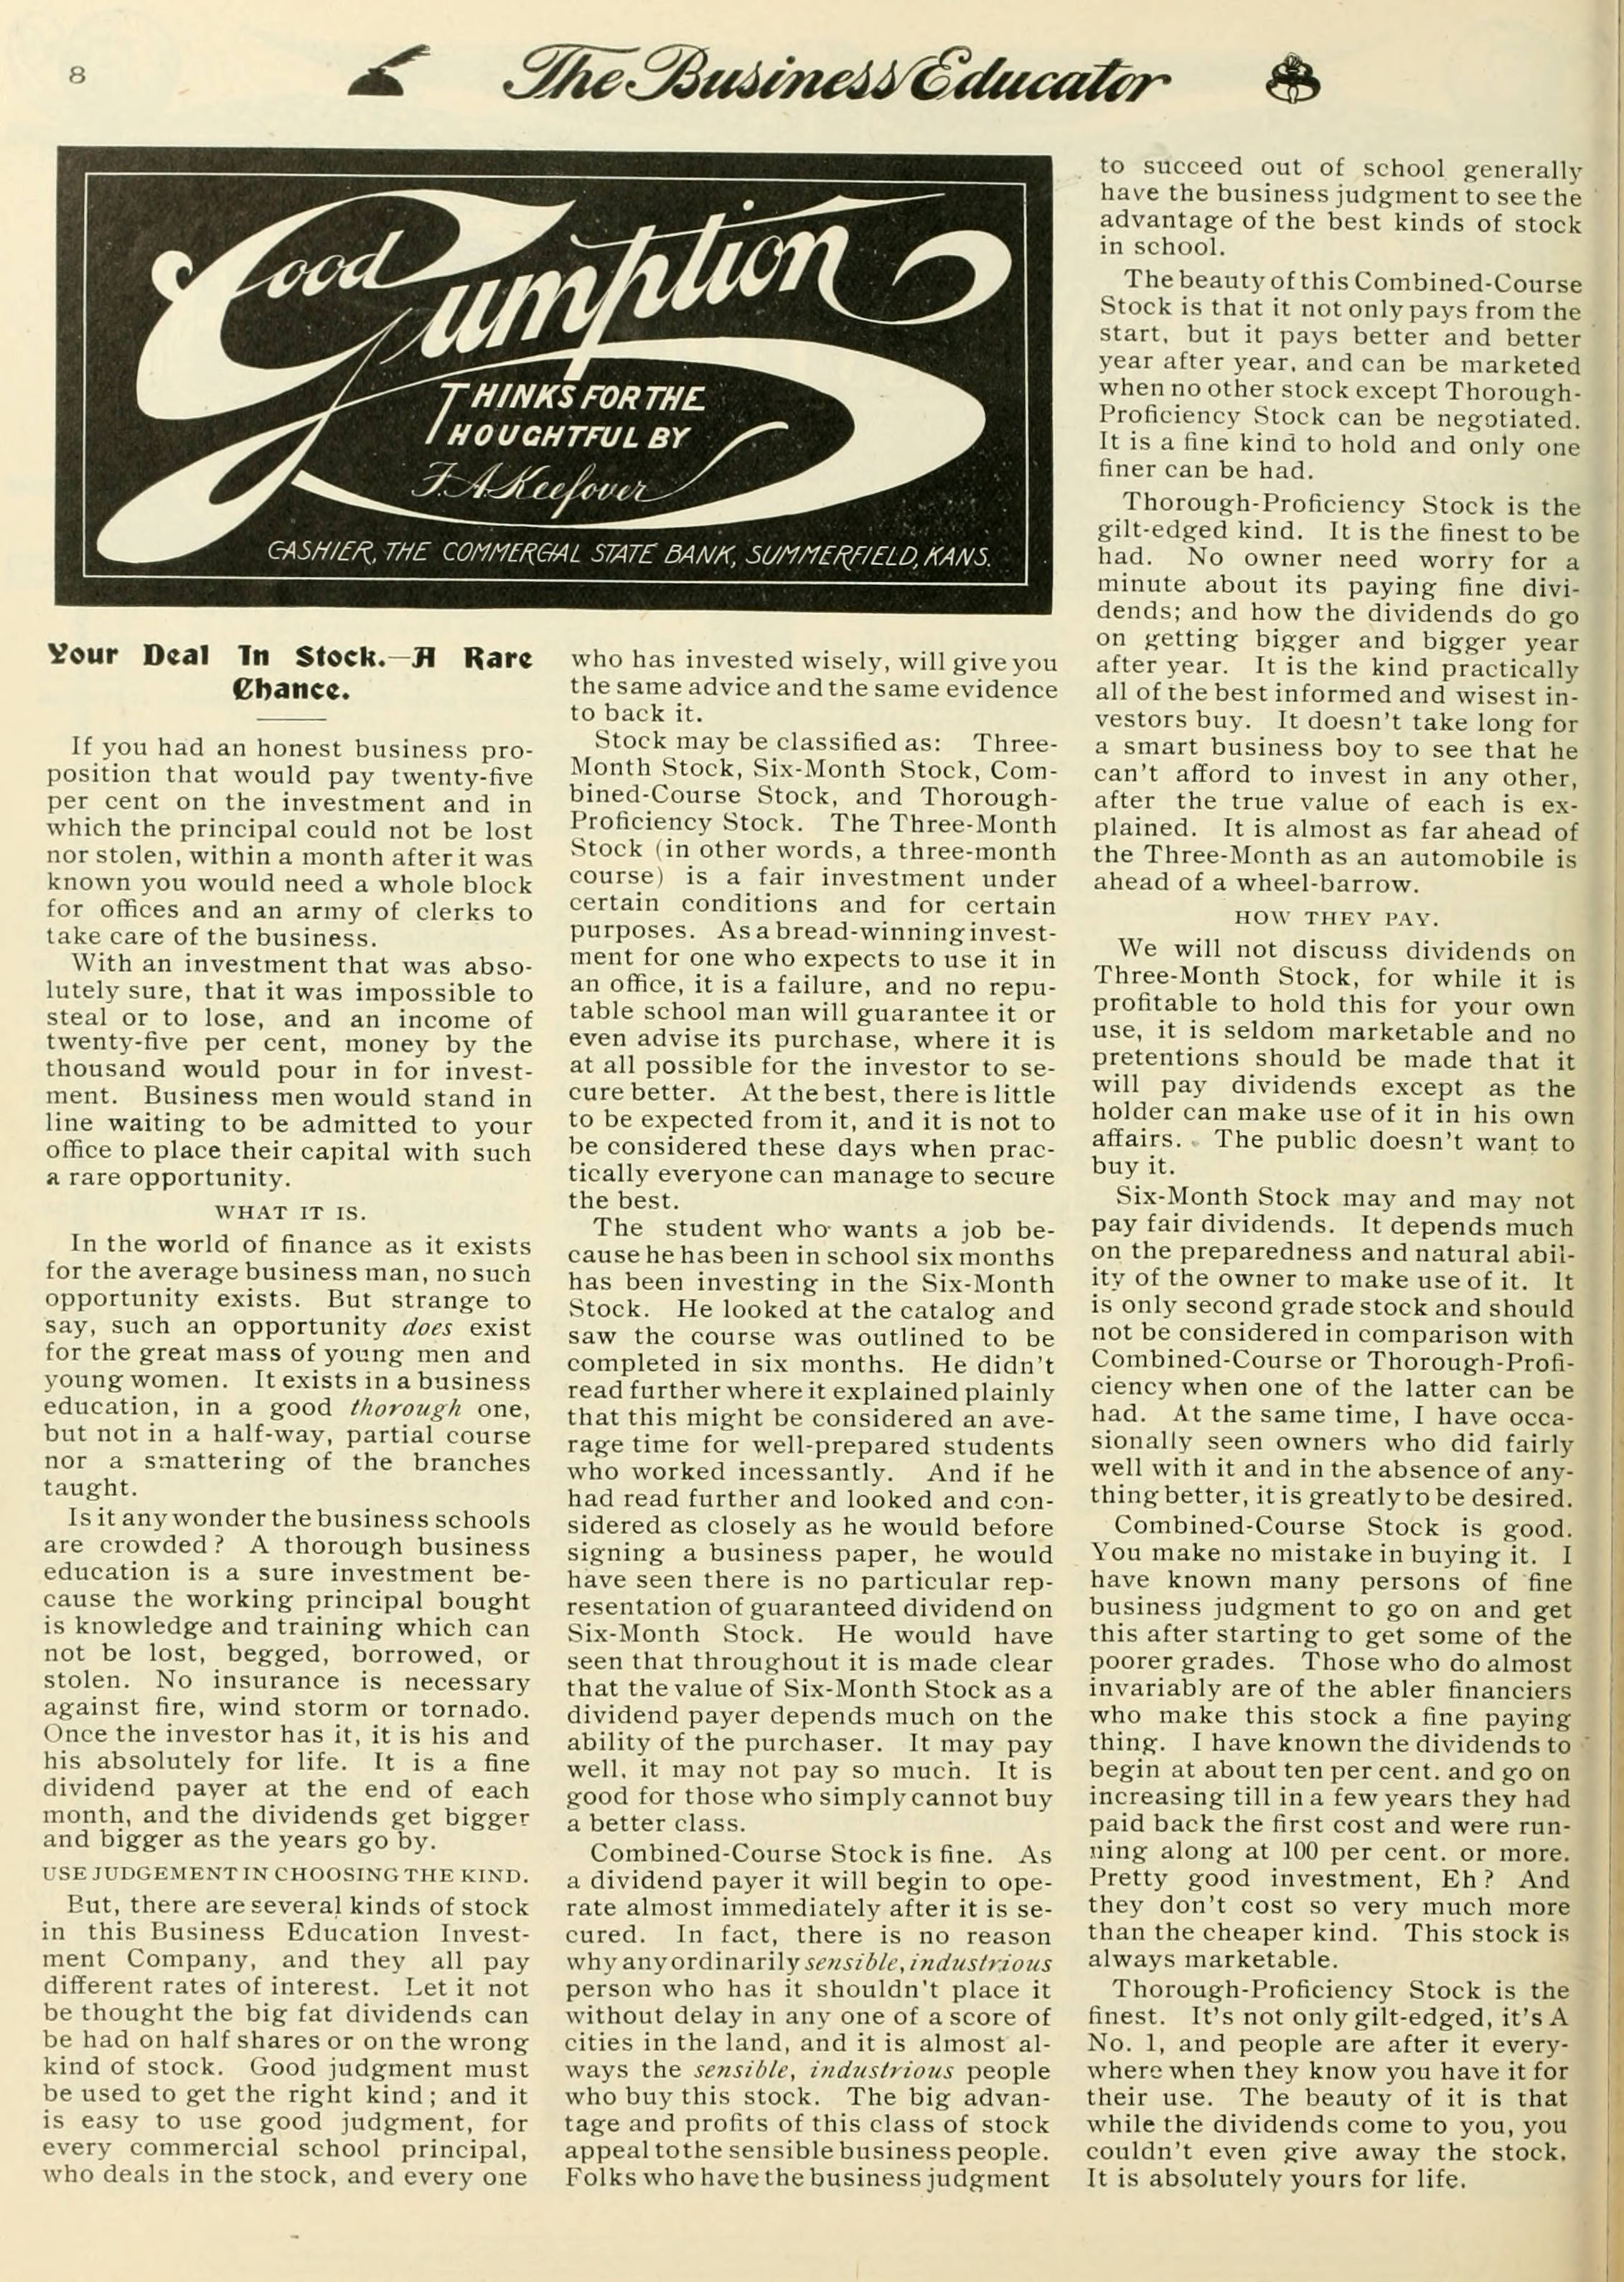 8
The Business Educator
Good Gumption
THINKS FOR THE
THOUGHTFUL BY
F. A. Keefover
CASHIER, THE COMMERCIAL STATE BANK, SUMMERFIELD, KANS.
Your Deal In Stock.—A Rare
Chance.
If you had an honest business pro-
position that would pay twenty-five
per cent on the investment and in
which the principal could not be lost
nor stolen, within a month after it was
known you would need a whole block
for offices and an army of clerks to
take care of the business.
With an investment that was abso-
lutely sure, that it was impossible to
steal or to lose, and an income of
twenty-five per cent, money by the
thousand would pour in for invest-
ment. Business men would stand in
line waiting to be admitted to your
office to place their capital with such
a rare opportunity.
WHAT IT IS.
In the world of finance as it exists
for the average business man, no such
opportunity exists. But strange to
say, such an opportunity does exist
for the great mass of young men and
young women. It exists in a business
education, in a good thorough one,
but not in a half-way, partial course
nor a smattering of the branches
taught.
Is it any wonder the business schools
are crowded? A thorough business
education is a sure investment be-
cause the working principal bought
is knowledge and training which can
not be lost, begged, borrowed, or
stolen. No insurance is necessary
against fire, wind storm or tornado.
Once the investor has it, it is his and
his absolutely for life. It is a fine
dividend payer at the end of each
month, and the dividends get bigger
and bigger as the years go by.
USE JUDGEMENT IN CHOOSING THE KIND.
But, there are several kinds of stock
in this Business Education Invest-
ment Company, and they all pay
different rates of interest. Let it not
be thought the big fat dividends can
be had on half shares or on the wrong
kind of stock. Good judgment must
be used to get the right kind; and it
is easy to use good judgment, for
every commercial school principal,
who deals in the stock, and every one
who has invested wisely, will give you
the same advice and the same evidence
to back it.
Stock may be classified as: Three-
Month Stock, Six-Month Stock, Com-
bined-Course Stock, and Thorough-
Proficiency Stock. The Three-Month
Stock (in other words, a three-month
course) is a fair investment under
certain conditions and for certain
purposes. As a bread-winning invest-
ment for one who expects to use it in
an office, it is a failure, and no repu-
table school man will guarantee it or
even advise its purchase, where it is
at all possible for the investor to se-
cure better. At the best, there is little
to be expected from it, and it is not to
be considered these days when prac-
tically everyone can manage to secure
the best.
The student who wants a job be-
cause he has been in school six months
has been investing in the Six-Month
Stock. He looked at the catalog and
saw the course was outlined to be
completed in six months. He didn't
read further where it explained plainly
that this might be considered an ave-
rage time for well-prepared students
who worked incessantly. And if he
had read further and looked and con-
sidered as closely as he would before
signing a business paper, he would
have seen there is no particular rep-
resentation of guaranteed dividend on
Six-Month Stock. He would have
seen that throughout it is made clear
that the value of Six-Month Stock as a
dividend payer depends much on the
ability of the purchaser. It may pay
well, it may not pay so much. It is
good for those who simply cannot buy
a better class.
Combined-Course Stock is fine. As
a dividend payer it will begin to ope-
rate almost immediately after it is se-
cured. In fact, there is no reason
why any ordinarily sensible, industrious
person who has it shouldn't place it
without delay in any one of a score of
cities in the land, and it is almost al-
ways the sensible, industrious people
who buy this stock. The big advan-
tage and profits of this class of stock
appeal to the sensible business people.
Folks who have the business judgment
to succeed out of school generally
have the business judgment to see the
advantage of the best kinds of stock
in school.
The beauty of this Combined-Course
Stock is that it not only pays from the
start, but it pays better and better
year after year, and can be marketed
when no other stock except Thorough-
Proficiency Stock can be negotiated.
It is a fine kind to hold and only one
finer can be had.
Thorough-Proficiency Stock is the
gilt-edged kind. It is the finest to be
had. No owner need worry for a
minute about its paying fine divi-
dends; and how the dividends do go
on getting bigger and bigger year
after year. It is the kind practically
all of the best informed and wisest in-
vestors buy. It doesn't take long for
a smart business boy to see that he
can't afford to invest in any other,
after the true value of each is ex-
plained. It is almost as far ahead of
the Three-Month as an automobile is
ahead of a wheel-barrow.
HOW THEY PAY.
We will not discuss dividends on
Three-Month Stock, for while it is
profitable to hold this for your own
use, it is seldom marketable and no
pretentions should be made that it
will pay dividends except as the
holder can make use of it in his own
affairs. The public doesn't want to
buy it.
Six-Month Stock may and may not
pay fair dividends. It depends much
on the preparedness and natural abil-
ity of the owner to make use of it. It
is only second grade stock and should
not be considered in comparison with
Combined-Course or Thorough-Profi-
ciency when one of the latter can be
had. At the same time, I have occa-
sionally seen owners who did fairly
well with it and in the absence of any-
thing better, it is greatly to be desired.
Combined-Course Stock is good.
You make no mistake in buying it. I
have known many persons of fine
business judgment to go on and get
this after starting to get some of the
poorer grades. Those who do almost
invariably are of the abler financiers
who make this stock a fine paying
thing. I have known the dividends to
begin at about ten per cent. and go on
increasing till in a few years they had
paid back the first cost and were run-
ning along at 100 per cent. or more.
Pretty good investment, Eh? And
they don't cost so very much more
than the cheaper kind. This stock is
always marketable.
Thorough-Proficiency Stock is the
finest. It's not only gilt-edged, it's A
No. 1, and people are after it every-
where when they know you have it for
their use. The beauty of it is that
while the dividends come to you, you
couldn't even give away the stock.
It is absolutely yours for life.